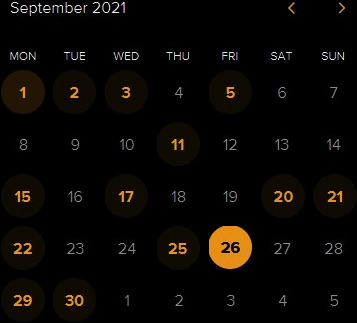 September 2021
MON TUE WED THU FRI SAT SUN
1 2 3 4 5 6 7
8 9 10 11 12 13 14
15 16 17 18 19 20 21
22 23 24 25 26 27 28
29 30 1 2 3 4 5